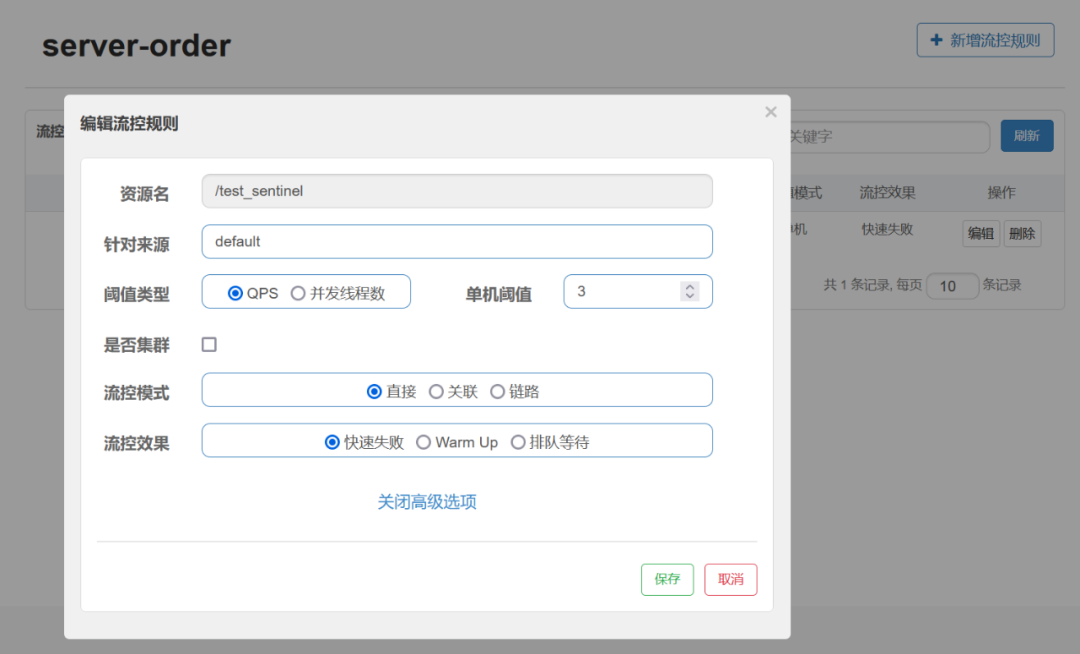 server-order
+ 新增流控规则
流控
关键字
刷新
编辑流控规则
×
资源名 /test_sentinel
针对来源 default
阈值类型 QPS 并发线程数 单机阈值 3
是否集群
流控模式 直接 关联 链路
流控效果 快速失败 Warm Up 排队等待
关闭高级选项
保存 取消
模式 流控效果 操作
机 快速失败 编辑 删除
共 1 条记录, 每页 10 条记录